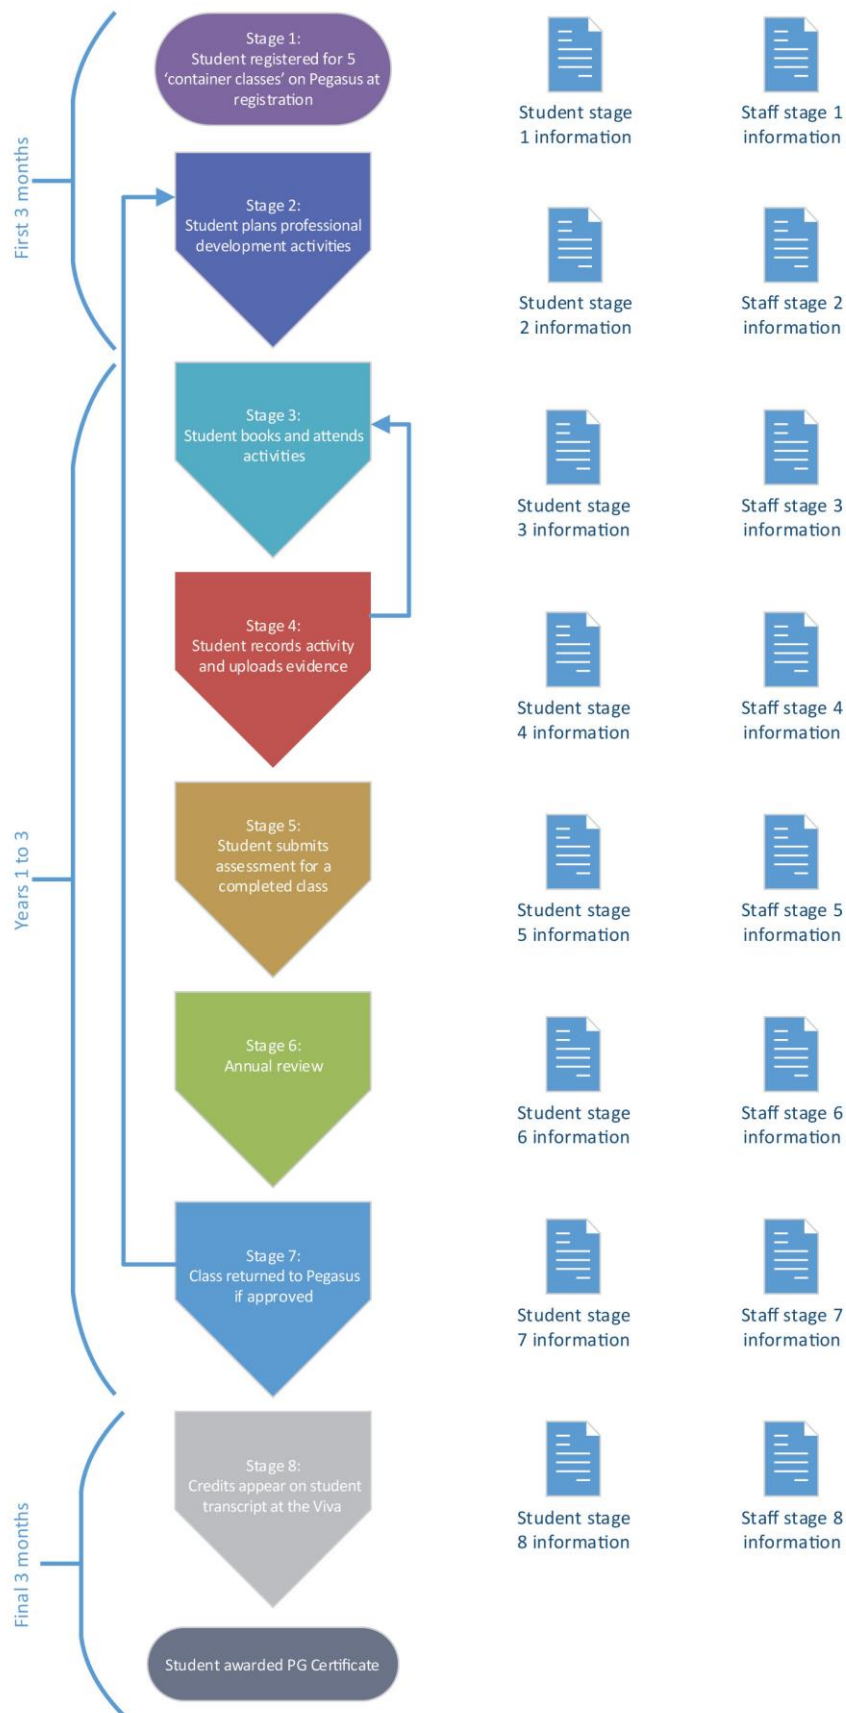 First 3 months
Stage 1:
Student registered for 5
‘container classes’ on Pegasus at
registration
Student stage
1 information
Staff stage 1
information
Stage 2:
Student plans professional
development activities
Student stage
2 information
Staff stage 2
information
Years 1 to 3
Stage 3:
Student books and attends
activities
Student stage
3 information
Staff stage 3
information
Stage 4:
Student records activity
and uploads evidence
Student stage
4 information
Staff stage 4
information
Stage 5:
Student submits
assessment for a
completed class
Student stage
5 information
Staff stage 5
information
Stage 6:
Annual review
Student stage
6 information
Staff stage 6
information
Stage 7:
Class returned to Pegasus
if approved
Student stage
7 information
Staff stage 7
information
Final 3 months
Stage 8:
Credits appear on student
transcript at the Viva
Student stage
8 information
Staff stage 8
information
Student awarded PG Certificate